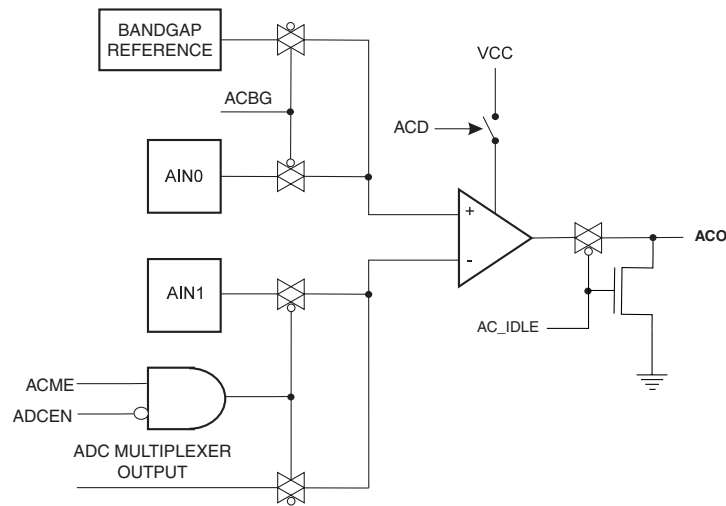 BANDGAP
REFERENCE
VCC
ACBG
ACD
AIN0
+
ACO
-
AIN1
AC_IDLE
ACME
ADCEN
ADC MULTIPLEXER
OUTPUT